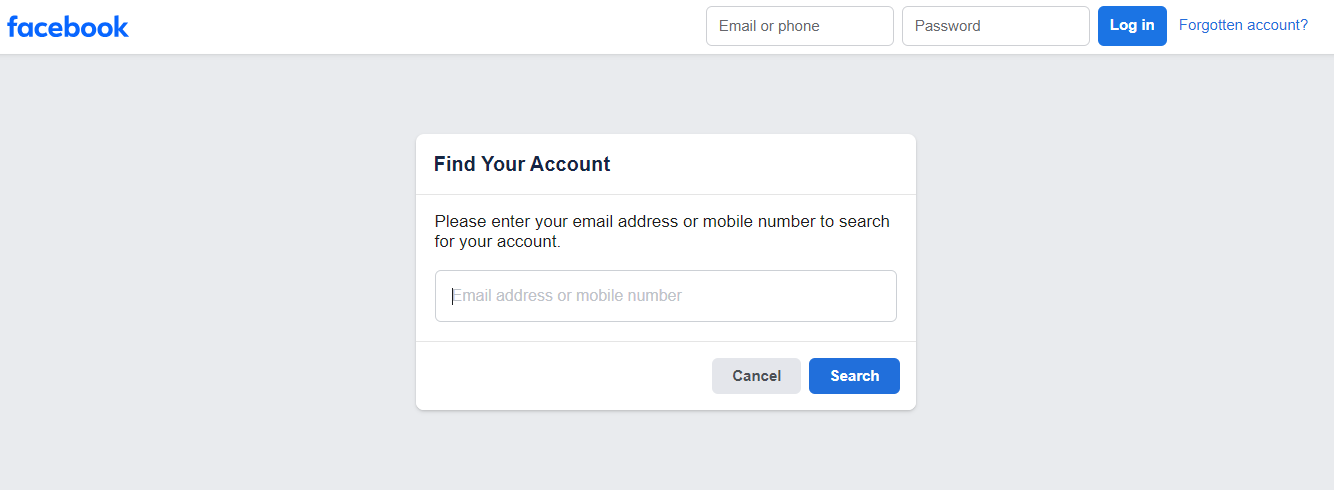 facebook
Email or phone
Password
Log in
Forgotten account?
Find Your Account
Please enter your email address or mobile number to search
for your account.
Email address or mobile number
Cancel
Search